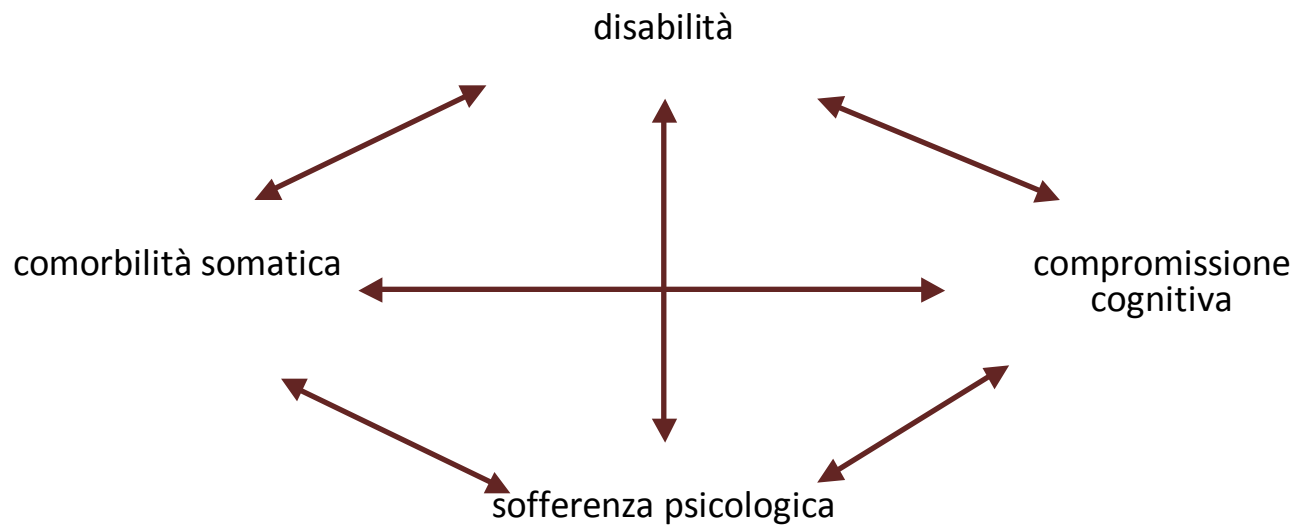 disabilità
comorbilità somatica
compromissione
cognitiva
sofferenza psicologica